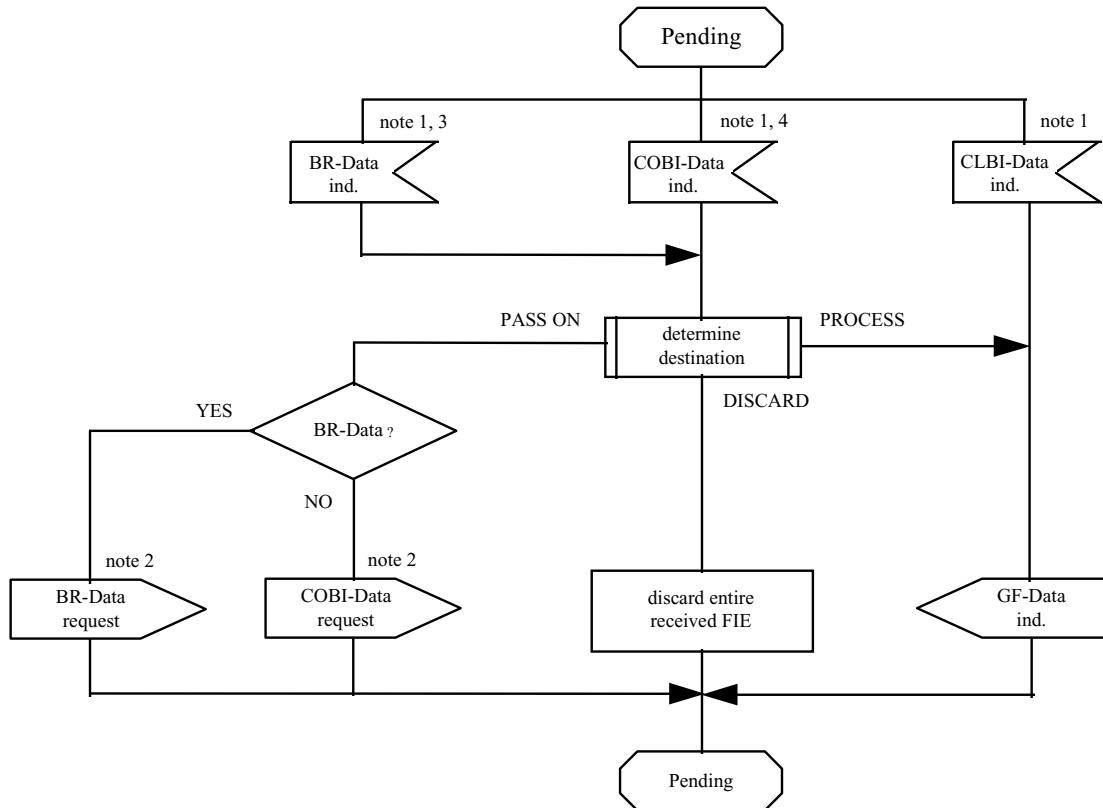 Pending
note 1, 3
note 1, 4
note 1
BR-Data
ind.
COBI-Data
ind.
CLBI-Data
ind.
PASS ON
determine
destination
PROCESS
DISCARD
YES
BR-Data ?
NO
note 2
note 2
BR-Data
request
COBI-Data
request
discard entire
received FIE
GF-Data
ind.
Pending